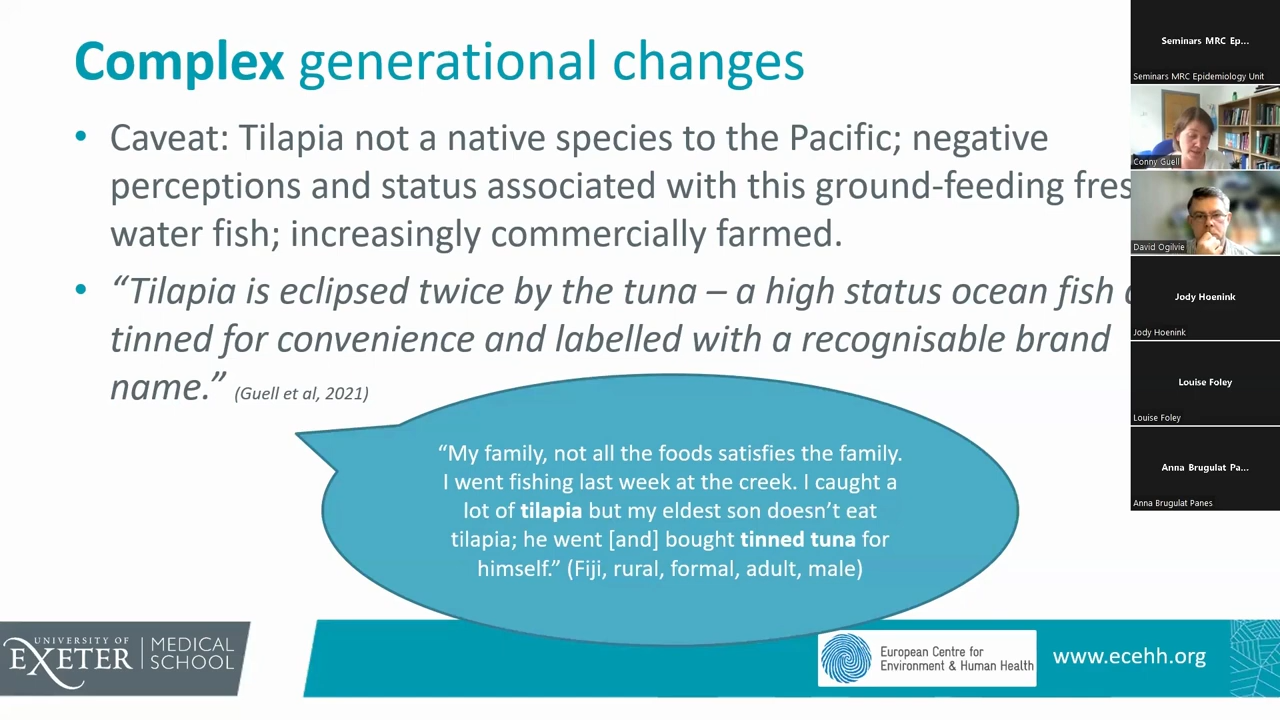 Complex generational changes
• Caveat: Tilapia not a native species to the Pacific; negative
perceptions and status associated with this ground-feeding fres
water fish; increasingly commercially farmed.
• “Tilapia is eclipsed twice by the tuna – a high status ocean fish
tinned for convenience and labelled with a recognisable brand
name.” (Guell et al, 2021)
“My family, not all the foods satisfies the family.
I went fishing last week at the creek. I caught a
lot of tilapia but my eldest son doesn’t eat
tilapia; he went [and] bought tinned tuna for
himself.” (Fiji, rural, formal, adult, male)
UNIVERSITY OF
EXETER
MEDICAL
SCHOOL
European Centre for
Environment & Human Health
www.ecehh.org
Seminars MRC Ep...
Seminars MRC Epidemiology Unit
Conny Guell
David Ogilvie
Jody Hoenink
Jody Hoenink
Louise Foley
Louise Foley
Anna Brugulat Pa...
Anna Brugulat Panes